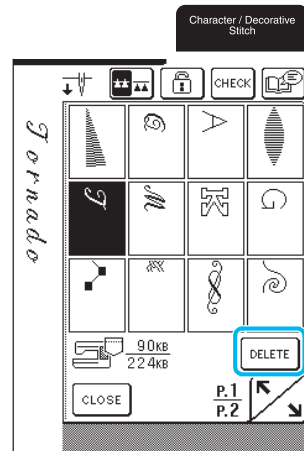 Character / Decorative
Stitch
CHECK
Tornado
90KB
224KB
DELETE
CLOSE
P.1
P.2